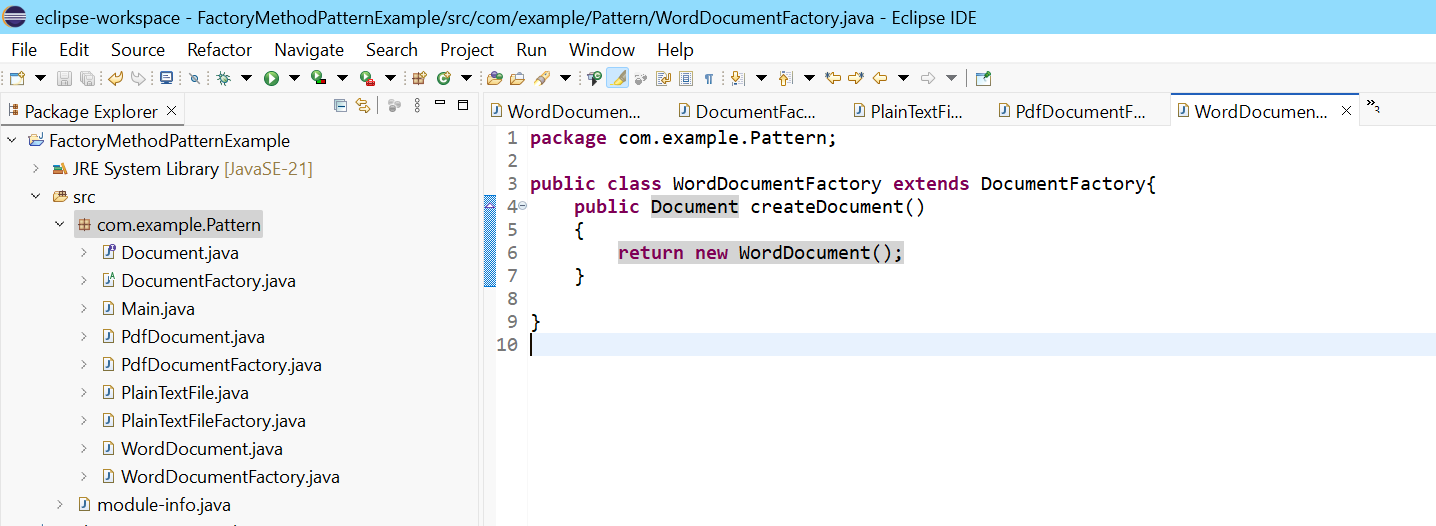 eclipse-workspace - FactoryMethodPatternExample/src/com/example/Pattern/WordDocumentFactory.java - Eclipse IDE
File Edit Source Refactor Navigate Search Project Run Window Help
Package Explorer
WordDocumen... DocumentFac... PlainTextFi... PdfDocumentF... WordDocumen... »3
FactoryMethodPatternExample
JRE System Library [JavaSE-21]
src
com.example.Pattern
Document.java
DocumentFactory.java
Main.java
PdfDocument.java
PdfDocumentFactory.java
PlainTextFile.java
PlainTextFileFactory.java
WordDocument.java
WordDocumentFactory.java
module-info.java
1 package com.example.Pattern;
2
3 public class WordDocumentFactory extends DocumentFactory{
4 public Document createDocument()
5 {
6 return new WordDocument();
7 }
8
9 }
10